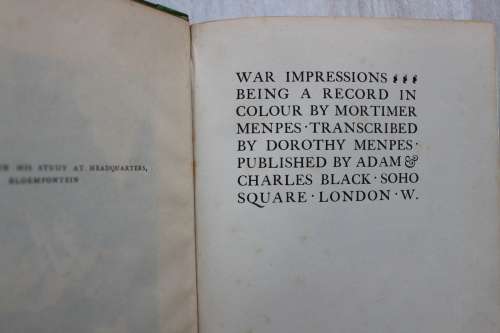 HIS STUDY AT HEADQUARTERS,
BLOEMFONTEIN
WAR IMPRESSIONS
BEING A RECORD IN
COLOUR BY MORTIMER
MENPES · TRANSCRIBED
BY DOROTHY MENPES ·
PUBLISHED BY ADAM &
CHARLES BLACK · SOHO
SQUARE · LONDON · W.